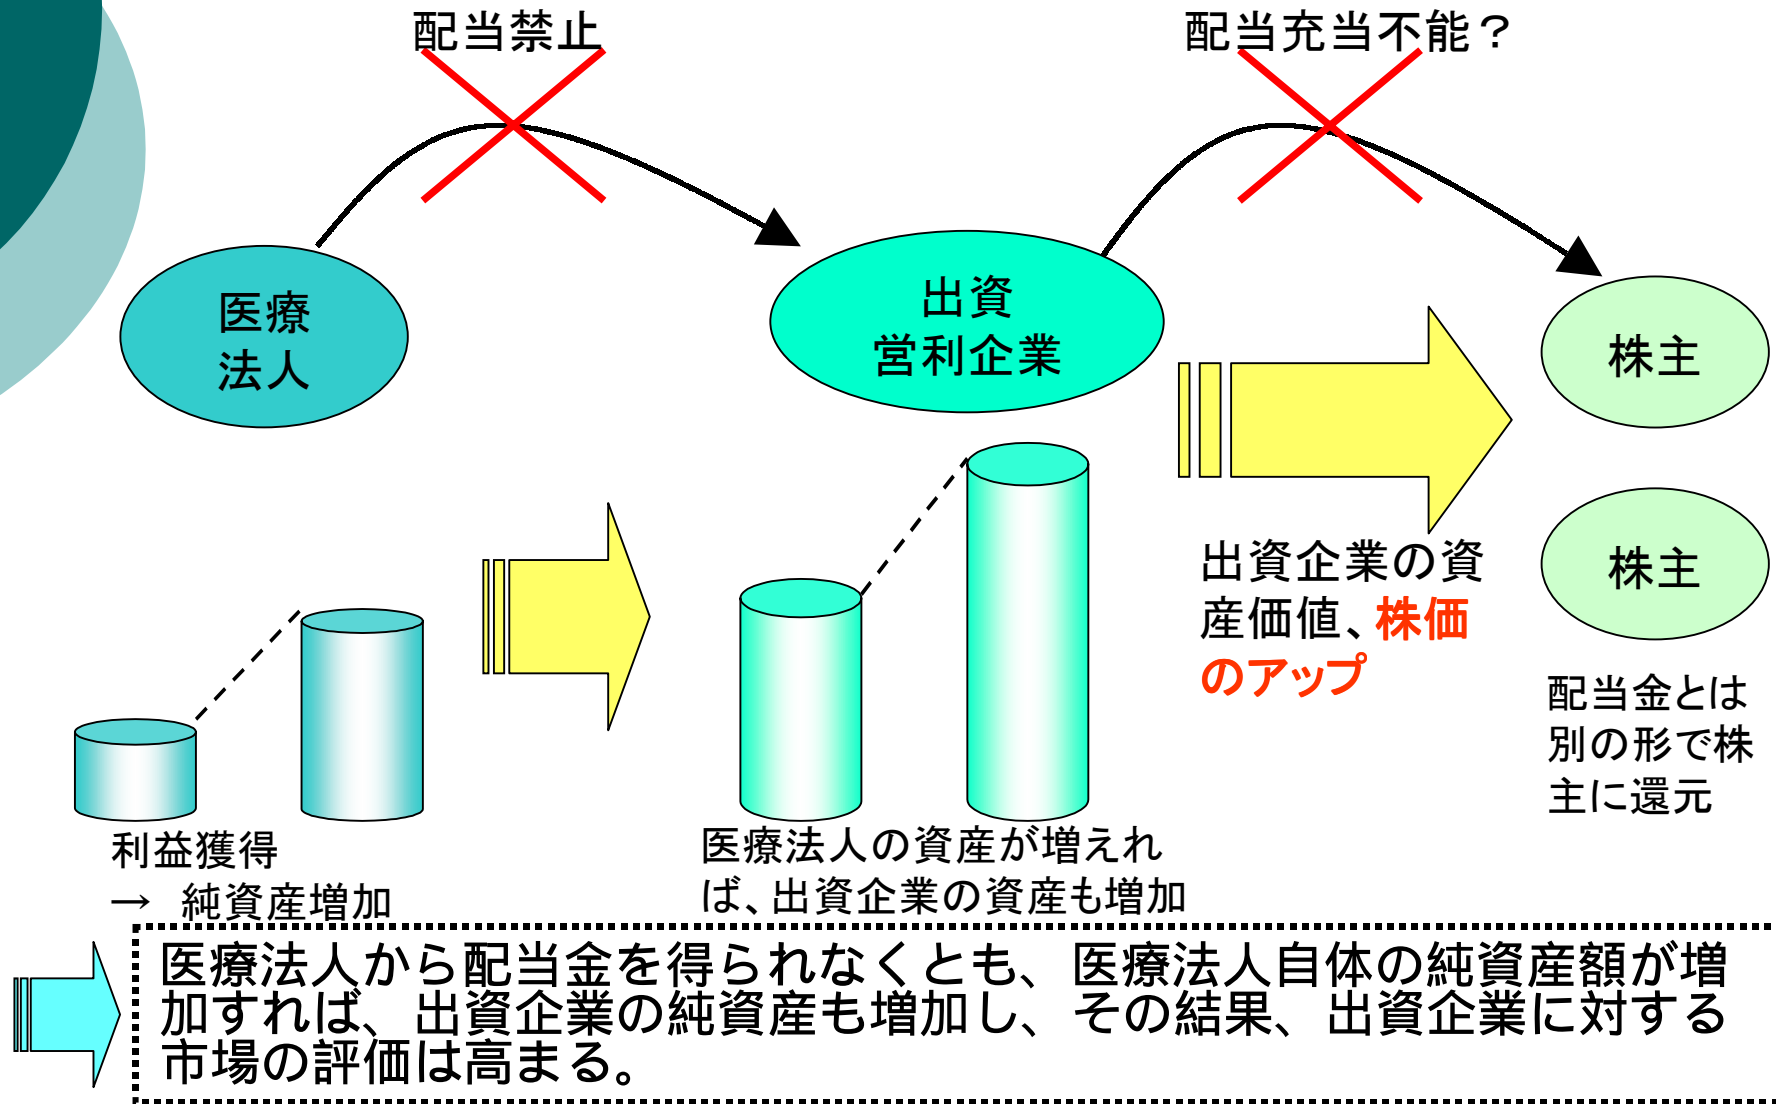 配当禁止
配当充当不能？
医療
法人
出資
営利企業
株主
株主
出資企業の資
産価値、株価
のアップ
配当金とは
別の形で株
主に還元
利益獲得
→　純資産増加
医療法人の資産が増えれ
ば、出資企業の資産も増加
医療法人から配当金を得られなくとも、医療法人自体の純資産額が増
加すれば、出資企業の純資産も増加し、その結果、出資企業に対する
市場の評価は高まる。